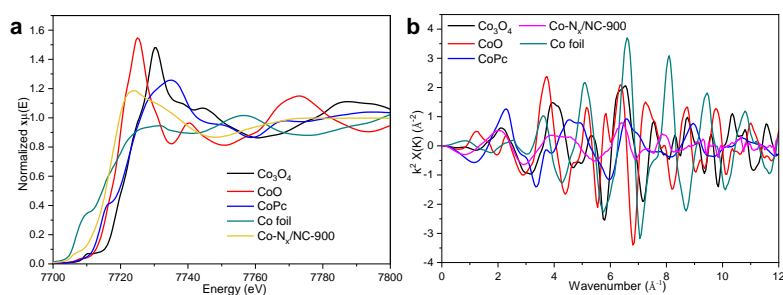 a
Normalized xμ(E)
1.6
1.4
1.2
1.0
0.8
0.6
0.4
0.2
0.0
7700
7720
7740
7760
7780
7800
Energy (eV)
Co₃O₄
CoO
CoPc
Co foil
Co-Nₓ/NC-900
b
k² X(K) (Å⁻²)
4
3
2
1
0
-1
-2
-3
-4
0
2
4
6
8
10
12
Wavenumber (Å⁻¹)
Co₃O₄
CoO
CoPc
Co-Nₓ/NC-900
Co foil